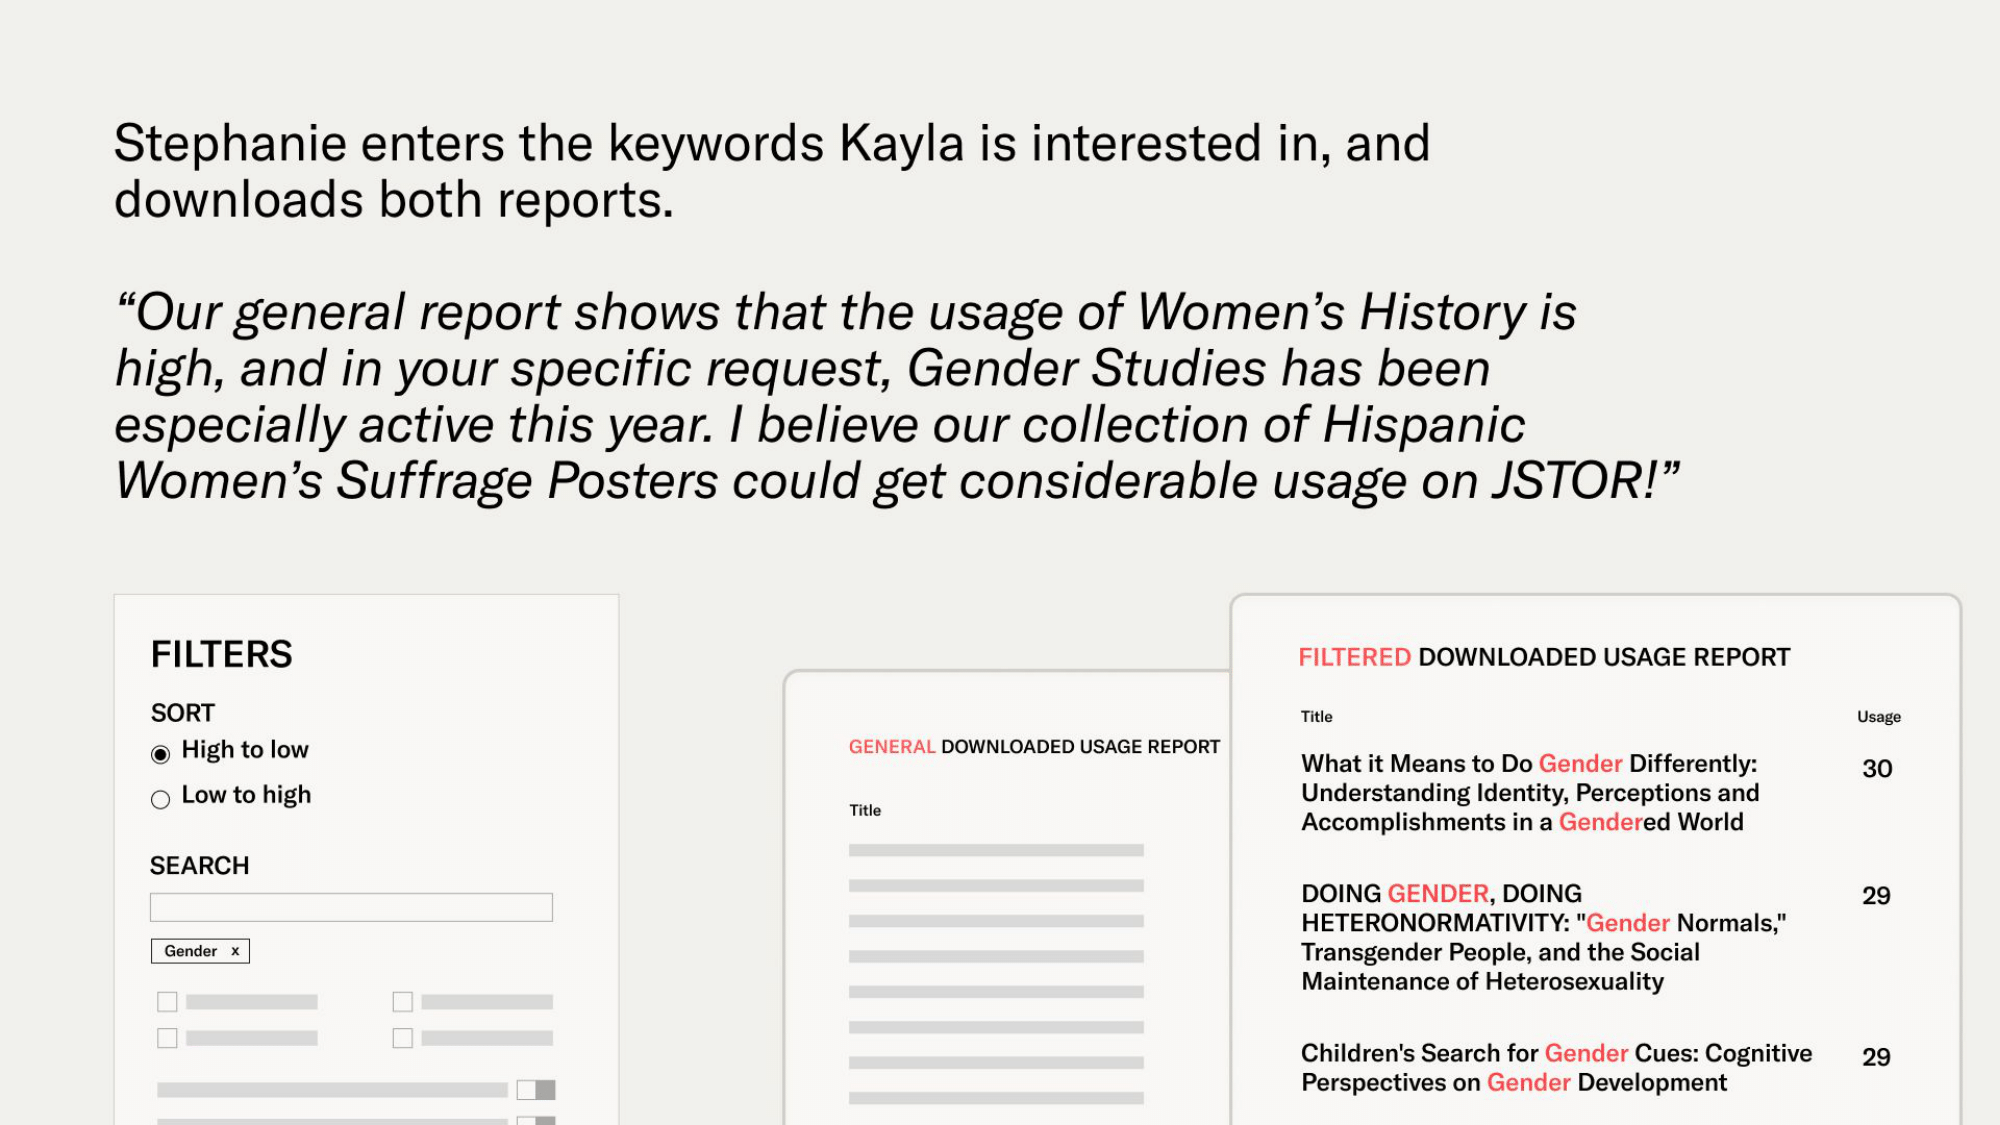 Stephanie enters the keywords Kayla is interested in, and
downloads both reports.
“Our general report shows that the usage of Women’s History is
high, and in your specific request, Gender Studies has been
especially active this year. I believe our collection of Hispanic
Women’s Suffrage Posters could get considerable usage on JSTOR!”
FILTERS
SORT
High to low
Low to high
SEARCH
Gender x
GENERAL DOWNLOADED USAGE REPORT
Title
FILTERED DOWNLOADED USAGE REPORT
Title Usage
What it Means to Do Gender Differently: 30
Understanding Identity, Perceptions and
Accomplishments in a Gendered World
DOING GENDER, DOING 29
HETERONORMATIVITY: "Gender Normals,"
Transgender People, and the Social
Maintenance of Heterosexuality
Children's Search for Gender Cues: Cognitive 29
Perspectives on Gender Development